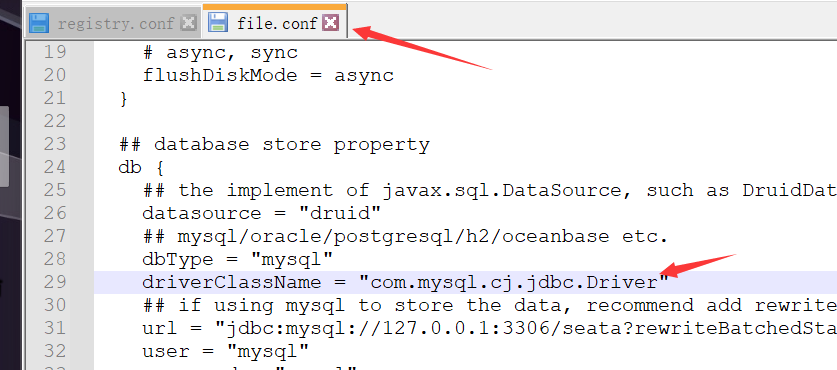 registry.conf
file.conf
19 # async, sync
20 flushDiskMode = async
21 }
22
23 ## database store property
24 db {
25 ## the implement of javax.sql.DataSource, such as DruidDat
26 datasource = "druid"
27 ## mysql/oracle/postgresql/h2/oceanbase etc.
28 dbType = "mysql"
29 driverClassName = "com.mysql.cj.jdbc.Driver"
30 ## if using mysql to store the data, recommend add rewrite
31 url = "jdbc:mysql://127.0.0.1:3306/seata?rewriteBatchedSta
32 user = "mysql"